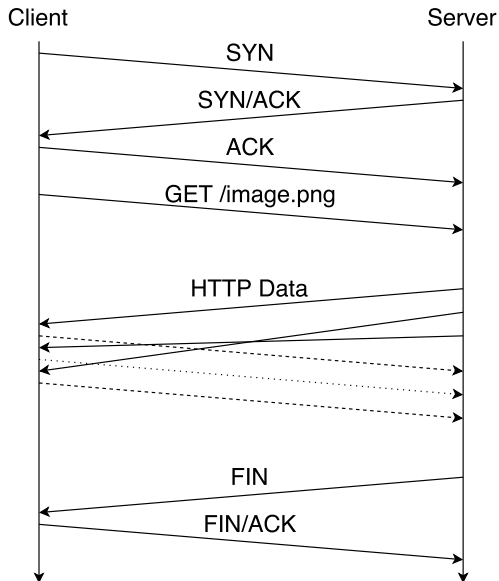 Client
Server
SYN
SYN/ACK
ACK
GET /image.png
HTTP Data
FIN
FIN/ACK